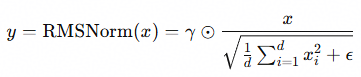 y = RMSNorm(x) = γ ⊙ x / √(1/d ∑_{i=1}^{d} x_i^2 + ϵ)